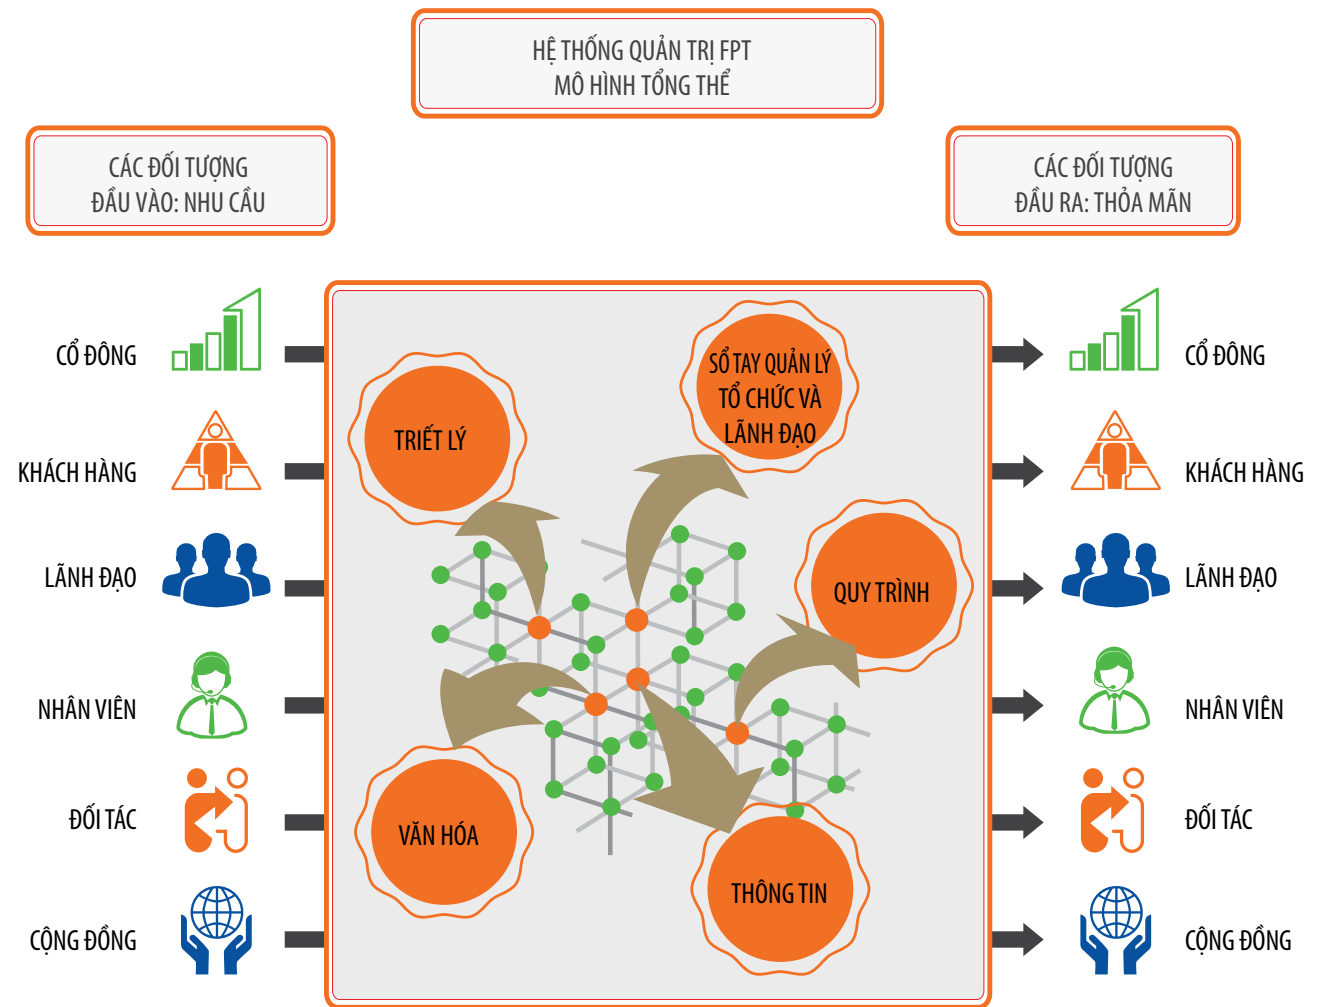 HỆ THỐNG QUẢN TRỊ FPT
MÔ HÌNH TỔNG THỂ
CÁC ĐỐI TƯỢNG
ĐẦU VÀO: NHU CẦU
CÁC ĐỐI TƯỢNG
ĐẦU RA: THỎA MÃN
CỔ ĐÔNG
KHÁCH HÀNG
LÃNH ĐẠO
NHÂN VIÊN
ĐỐI TÁC
CỘNG ĐỒNG
TRIẾT LÝ
SỔ TAY QUẢN LÝ
TỔ CHỨC VÀ
LÃNH ĐẠO
QUY TRÌNH
VĂN HÓA
THÔNG TIN
CỔ ĐÔNG
KHÁCH HÀNG
LÃNH ĐẠO
NHÂN VIÊN
ĐỐI TÁC
CỘNG ĐỒNG